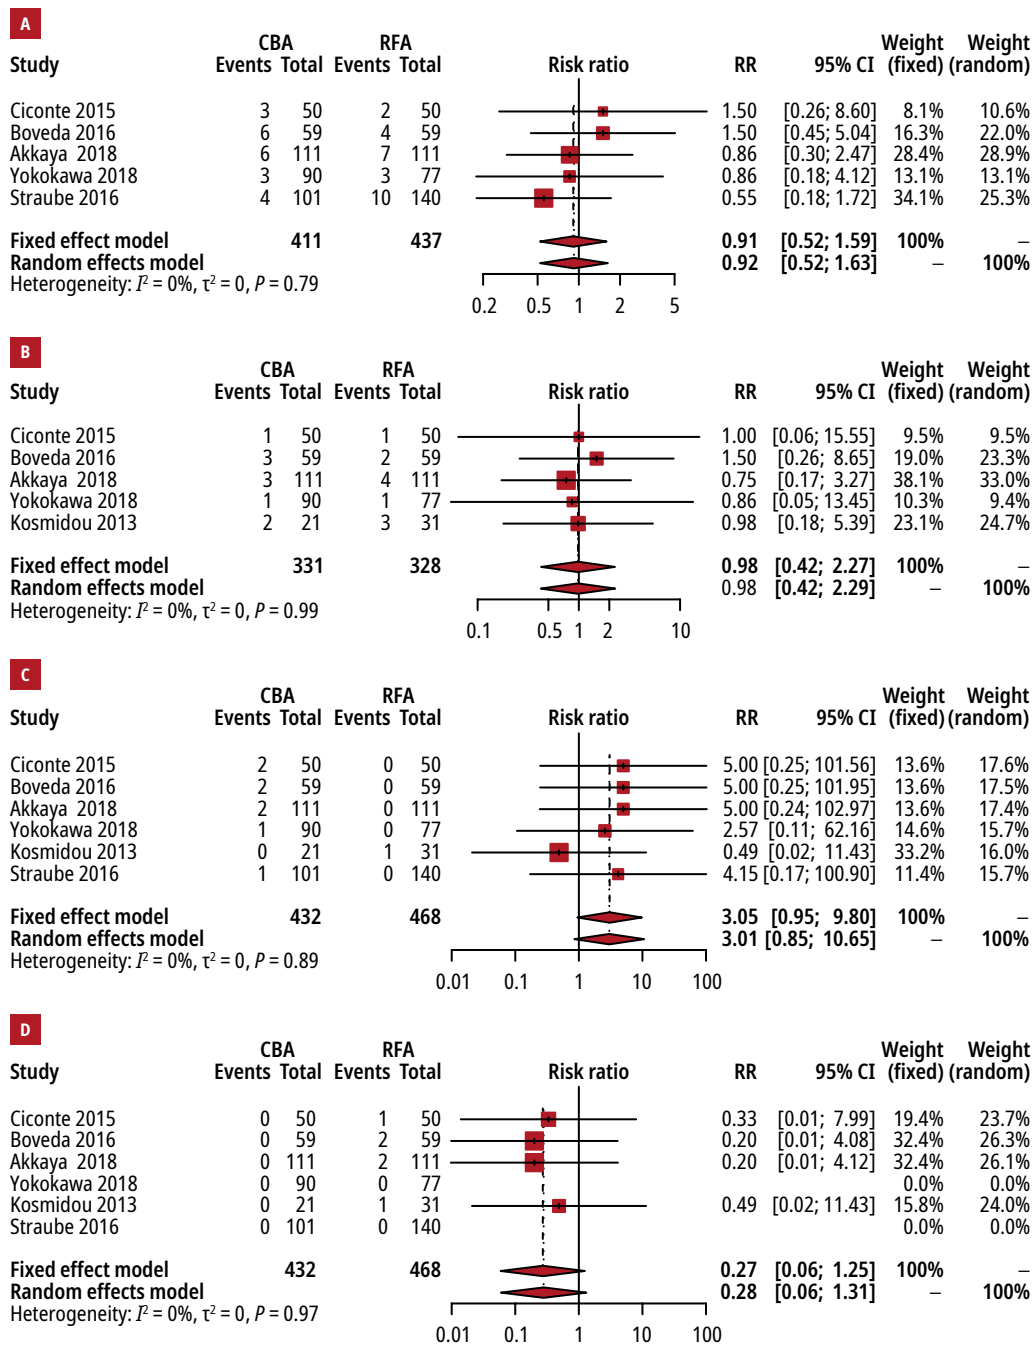 A
CBA RFA Weight Weight
Study Events Total Events Total Risk ratio RR 95% CI (fixed) (random)
Ciconte 2015 3 50 2 50 1.50 [0.26; 8.60] 8.1% 10.6%
Boveda 2016 6 59 4 59 1.50 [0.45; 5.04] 16.3% 22.0%
Akkaya 2018 6 111 7 111 0.86 [0.30; 2.47] 28.4% 28.9%
Yokokawa 2018 3 90 3 77 0.86 [0.18; 4.12] 13.1% 13.1%
Straube 2016 4 101 10 140 0.55 [0.18; 1.72] 34.1% 25.3%
Fixed effect model 411 437 0.91 [0.52; 1.59] 100% –
Random effects model 0.92 [0.52; 1.63] – 100%
Heterogeneity: I² = 0%, τ² = 0, P = 0.79
0.2 0.5 1 2 5
B
CBA RFA Weight Weight
Study Events Total Events Total Risk ratio RR 95% CI (fixed) (random)
Ciconte 2015 1 50 1 50 1.00 [0.06; 15.55] 9.5% 9.5%
Boveda 2016 3 59 2 59 1.50 [0.26; 8.65] 19.0% 23.3%
Akkaya 2018 3 111 4 111 0.75 [0.17; 3.27] 38.1% 33.0%
Yokokawa 2018 1 90 1 77 0.86 [0.05; 13.45] 10.3% 9.4%
Kosmidou 2013 2 21 3 31 0.98 [0.18; 5.39] 23.1% 24.7%
Fixed effect model 331 328 0.98 [0.42; 2.27] 100% –
Random effects model 0.98 [0.42; 2.29] – 100%
Heterogeneity: I² = 0%, τ² = 0, P = 0.99
0.1 0.5 1 2 10
C
CBA RFA Weight Weight
Study Events Total Events Total Risk ratio RR 95% CI (fixed) (random)
Ciconte 2015 2 50 0 50 5.00 [0.25; 101.56] 13.6% 17.6%
Boveda 2016 2 59 0 59 5.00 [0.25; 101.95] 13.6% 17.5%
Akkaya 2018 2 111 0 111 5.00 [0.24; 102.97] 13.6% 17.4%
Yokokawa 2018 1 90 0 77 2.57 [0.11; 62.16] 14.6% 15.7%
Kosmidou 2013 0 21 1 31 0.49 [0.02; 11.43] 33.2% 16.0%
Straube 2016 1 101 0 140 4.15 [0.17; 100.90] 11.4% 15.7%
Fixed effect model 432 468 3.05 [0.95; 9.80] 100% –
Random effects model 3.01 [0.85; 10.65] – 100%
Heterogeneity: I² = 0%, τ² = 0, P = 0.89
0.01 0.1 1 10 100
D
CBA RFA Weight Weight
Study Events Total Events Total Risk ratio RR 95% CI (fixed) (random)
Ciconte 2015 0 50 1 50 0.33 [0.01; 7.99] 19.4% 23.7%
Boveda 2016 0 59 2 59 0.20 [0.01; 4.08] 32.4% 26.3%
Akkaya 2018 0 111 2 111 0.20 [0.01; 4.12] 32.4% 26.1%
Yokokawa 2018 0 90 0 77 0.0% 0.0%
Kosmidou 2013 0 21 1 31 0.49 [0.02; 11.43] 15.8% 24.0%
Straube 2016 0 101 0 140 0.0% 0.0%
Fixed effect model 432 468 0.27 [0.06; 1.25] 100% –
Random effects model 0.28 [0.06; 1.31] – 100%
Heterogeneity: I² = 0%, τ² = 0, P = 0.97
0.01 0.1 1 10 100